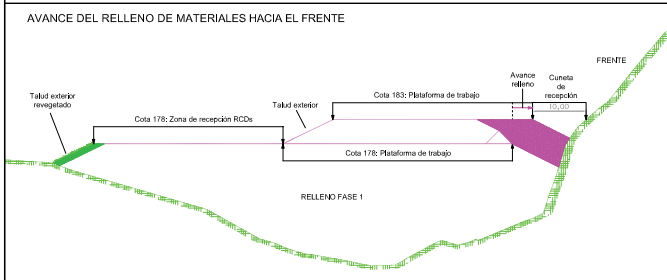 AVANCE DEL RELLENO DE MATERIALES HACIA EL FRENTE
FRENTE
Avance
relleno
Cuneta
de
recepción
10,00
Talud exterior
revegetado
Talud exterior
Cota 183: Plataforma de trabajo
Cota 178: Zona de recepción RCDs
Cota 178: Plataforma de trabajo
RELLENO FASE 1